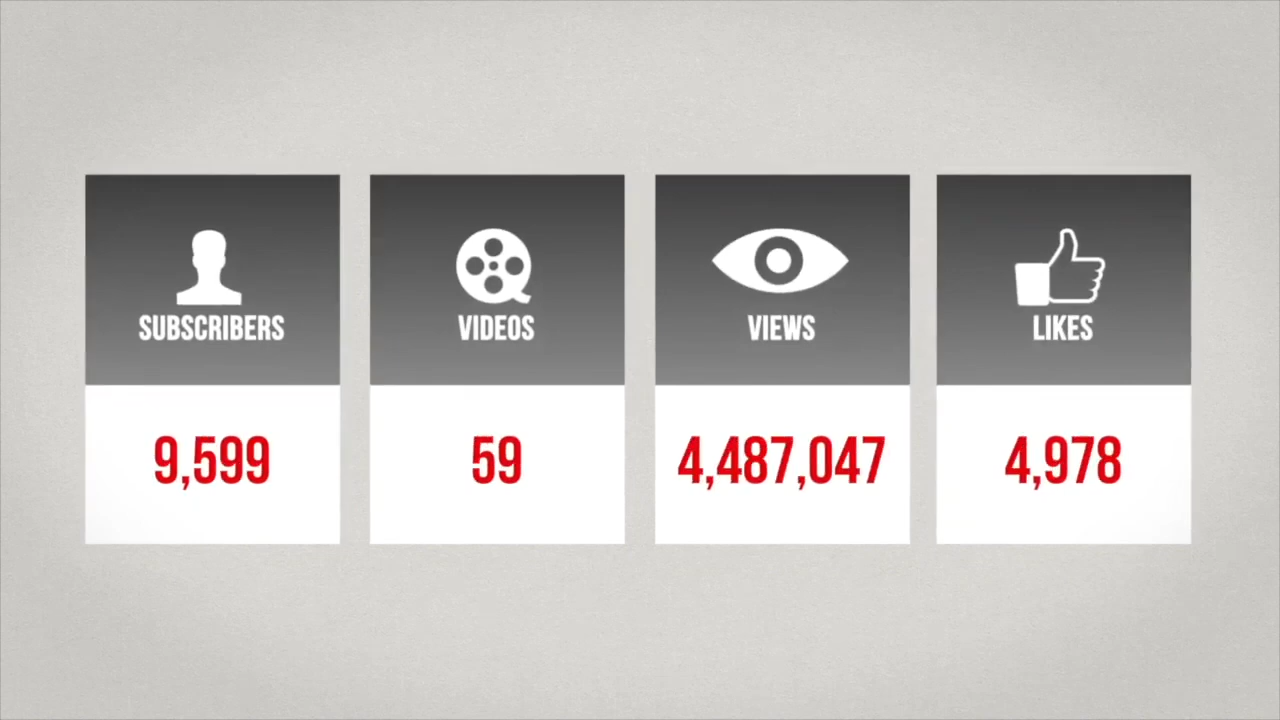 SUBSCRIBERS
9,599
VIDEOS
59
VIEWS
4,487,047
LIKES
4,978